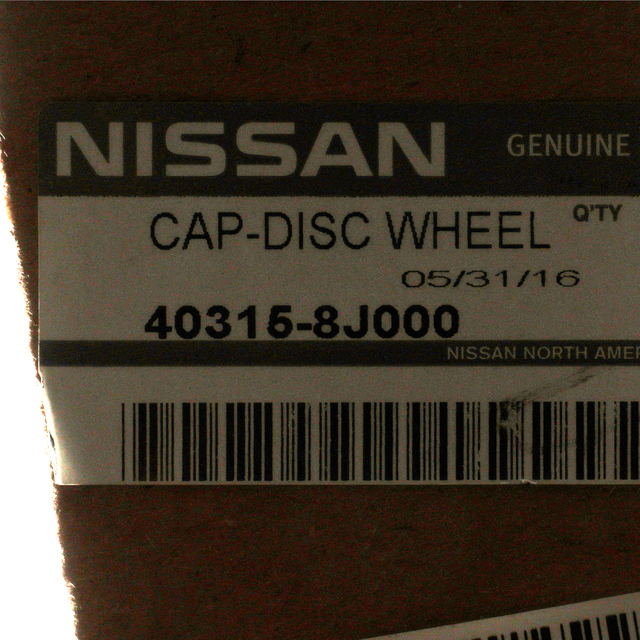 NISSAN GENUINE
CAP-DISC WHEEL Q'TY
05/31/16
40315-8J000
NISSAN NORTH AMER